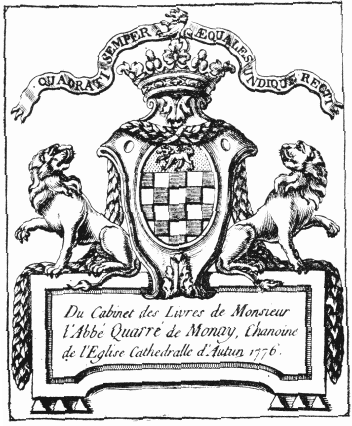 QUADRATI SEMPER ÆQUALES UNDIQUE RECTI
Du Cabinet des Livres de Monsieur
l'Abbé Quarré de Monay, Chanoine
de l'Eglise Cathedralle d'Autun 1776.